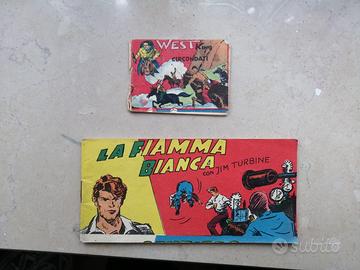 WEST
CIRCONDATI
LA FIAMMA
BIANCA
CON JIM TURBINE
subito